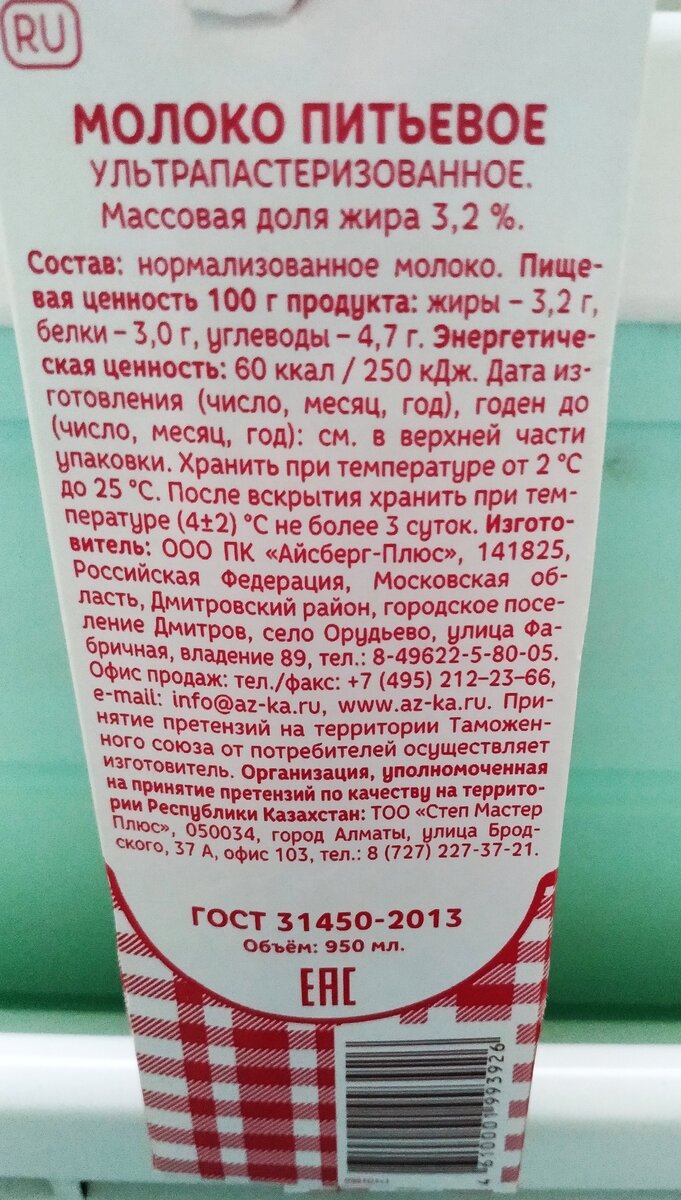 RU
МОЛОКО ПИТЬЕВОЕ
УЛЬТРАПАСТЕРИЗОВАННОЕ.
Массовая доля жира 3,2 %.
Состав: нормализованное молоко. Пище-
вая ценность 100 г продукта: жиры – 3,2 г,
белки – 3,0 г, углеводы – 4,7 г. Энергетиче-
ская ценность: 60 ккал / 250 кДж. Дата из-
готовления (число, месяц, год), годен до
(число, месяц, год): см. в верхней части
упаковки. Хранить при температуре от 2 °С
до 25 °С. После вскрытия хранить при тем-
пературе (4±2) °С не более 3 суток. Изгото-
витель: ООО ПК «Айсберг-Плюс», 141825,
Российская Федерация, Московская об-
ласть, Дмитровский район, городское посе-
ление Дмитров, село Орудьево, улица Фа-
бричная, владение 89, тел.: 8-49622-5-80-05.
Офис продаж: тел./факс: +7 (495) 212–23–66,
e-mail: info@az-ka.ru, www.az-ka.ru. При-
нятие претензий на территории Таможен-
ного союза от потребителей осуществляет
изготовитель. Организация, уполномоченная
на принятие претензий по качеству на террито-
рии Республики Казахстан: ТОО «Степ Мастер
Плюс», 050034, город Алматы, улица Брод-
ского, 37 А, офис 103, тел.: 8 (727) 227-37-21.
ГОСТ 31450-2013
Объём: 950 мл.
EAC
4 610001 993926